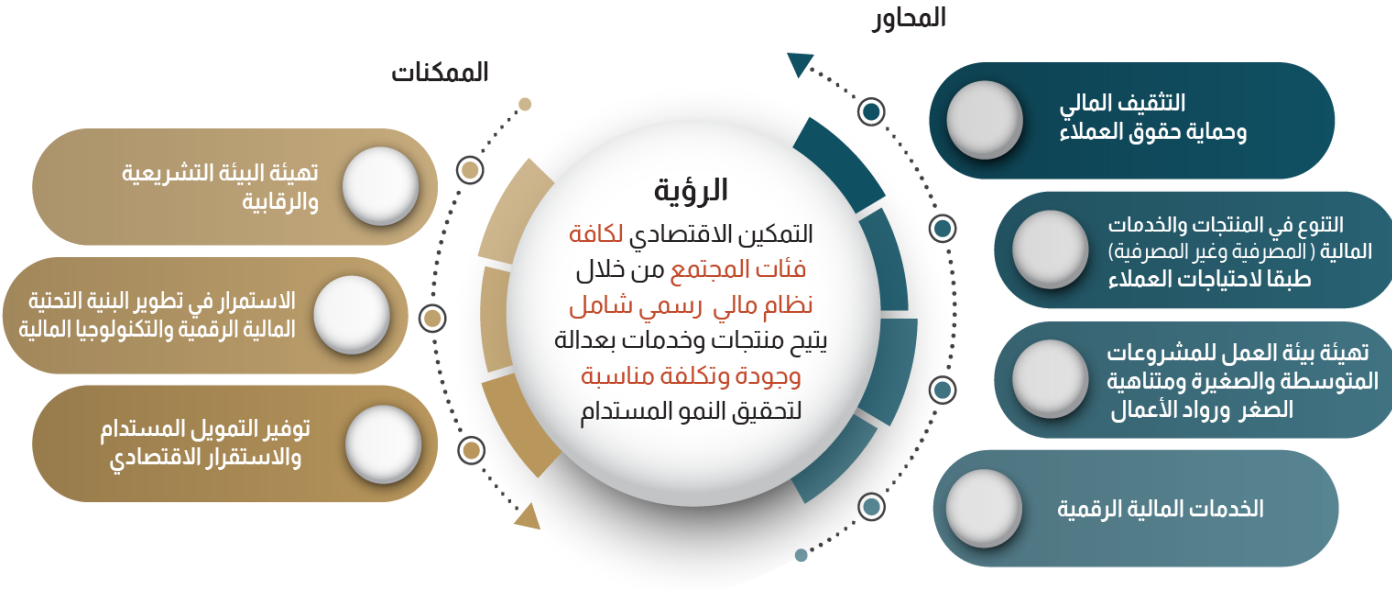 المحاور
التثقيف المالي
وحماية حقوق العملاء
التنوع في المنتجات والخدمات
المالية (المصرفية وغير المصرفية)
طبقا لاحتياجات العملاء
تهيئة بيئة العمل للمشروعات
المتوسطة والصغيرة ومتناهية
الصغر ورواد الأعمال
الخدمات المالية الرقمية
الرؤية
التمكين الاقتصادي لكافة
فئات المجتمع من خلال
نظام مالي رسمي شامل
يتيح منتجات وخدمات بعدالة
وجودة وتكلفة مناسبة
لتحقيق النمو المستدام
الممكنات
تهيئة البيئة التشريعية
والرقابية
الاستمرار في تطوير البنية التحتية
المالية الرقمية والتكنولوجيا المالية
توفير التمويل المستدام
والاستقرار الاقتصادي